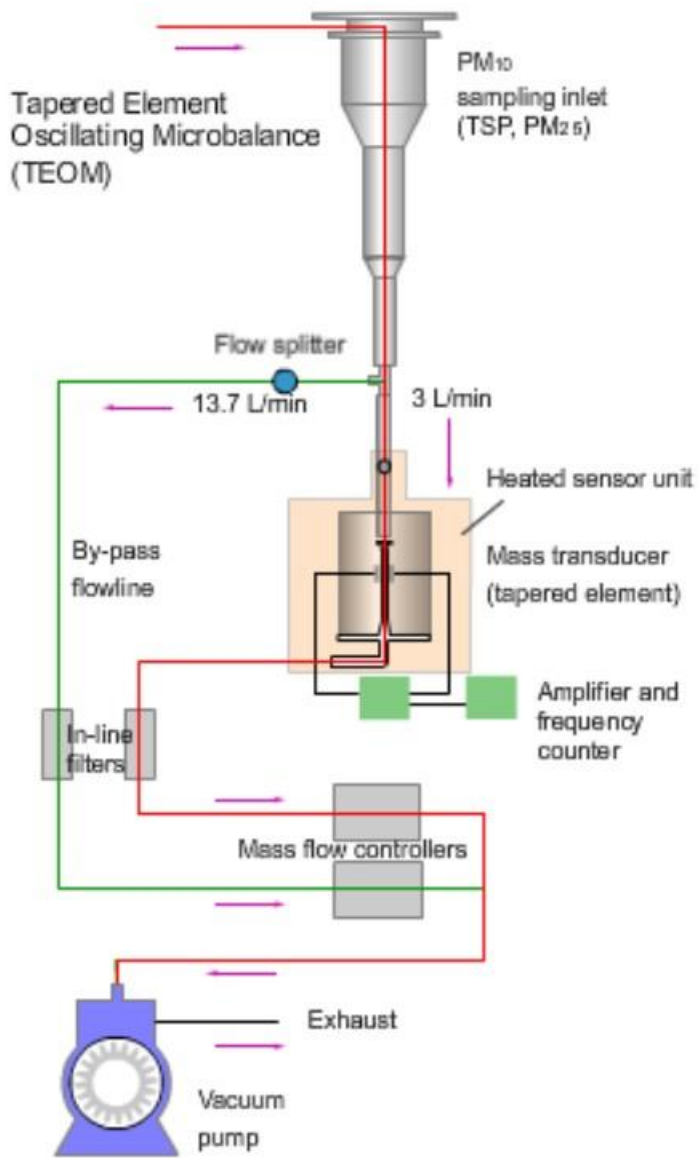 PM10
sampling inlet
(TSP, PM2 5)
Tapered Element
Oscillating Microbalance
(TEOM)
Flow splitter
13.7 L/min
3 L/min
Heated sensor unit
By-pass
flowline
Mass transducer
(tapered element)
In-line
filters
Amplifier and
frequency
counter
Mass flow controllers
Exhaust
Vacuum
pump